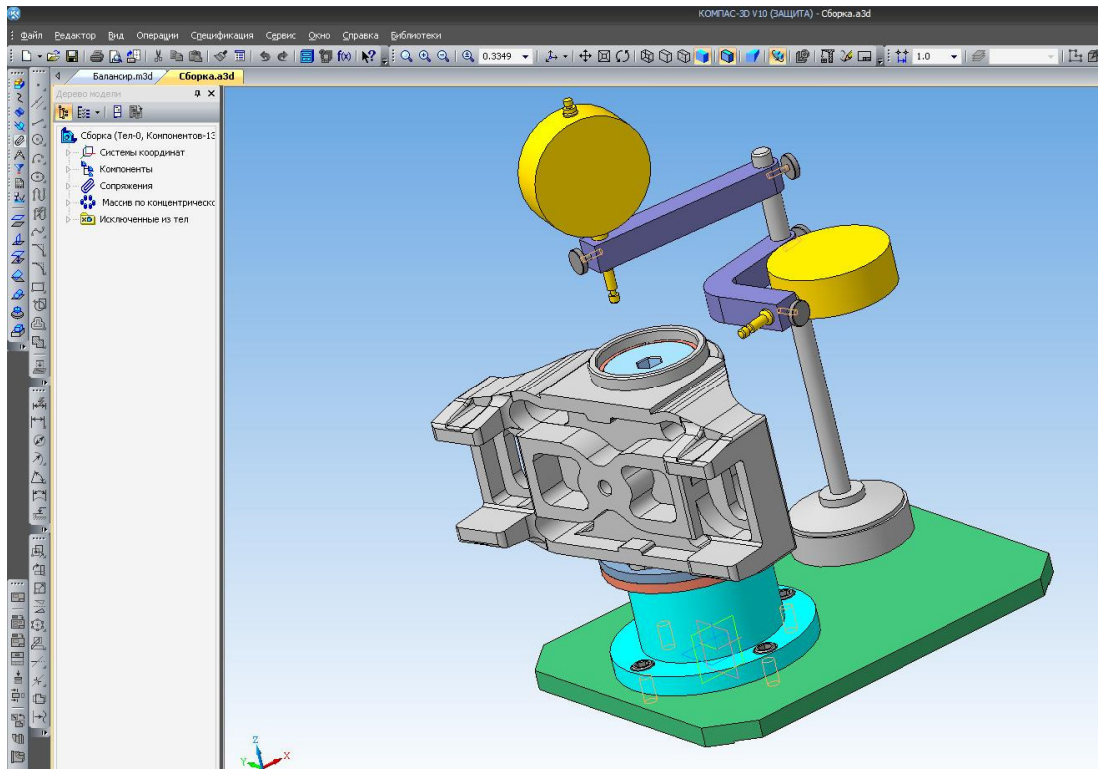 КОМПАС-3D V10 (ЗАЩИТА) - Сборка.a3d
Файл Редактор Вид Операции Спецификация Сервис Окно Справка Библиотеки
0.3349 1.0
Балансир.m3d Сборка.a3d
Дерево модели
Сборка (Тел-0, Компонентов-13
Системы координат
Компоненты
Сопряжения
Массив по концентрическо
Исключенные из тел
Z
Y X